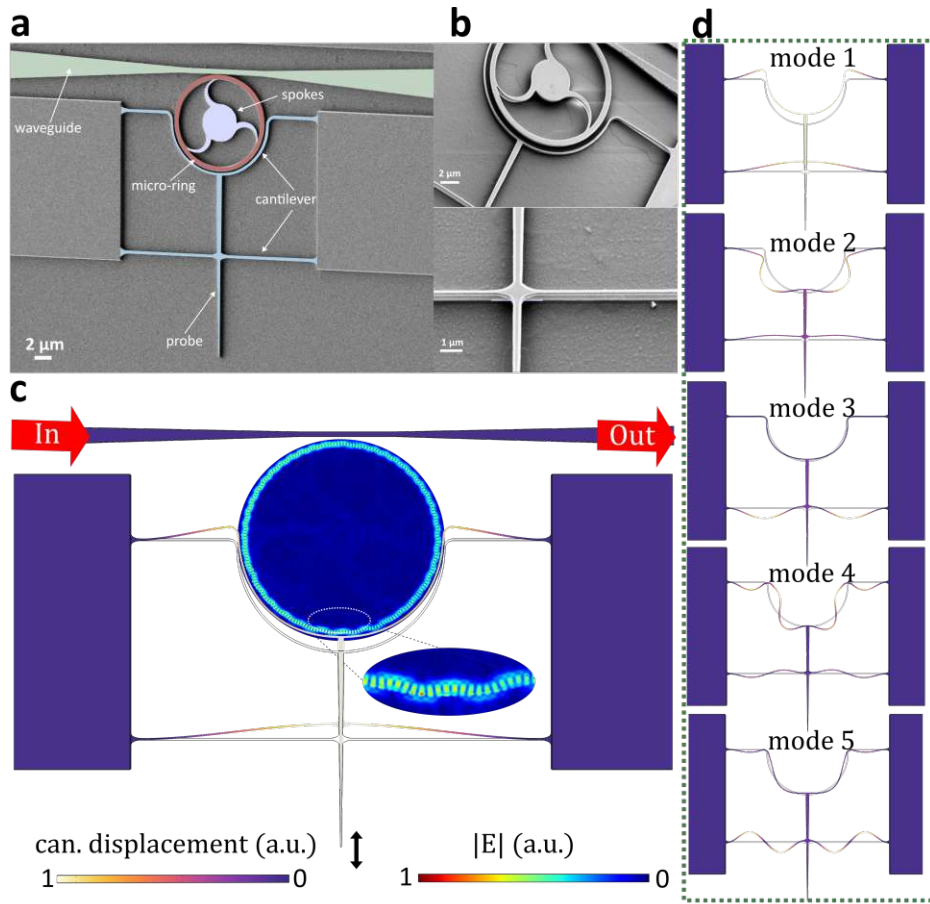 a
waveguide
spokes
micro-ring
cantilever
probe
2 μm
b
2 μm
1 μm
c
In
Out
can. displacement (a.u.)
1
0
|E| (a.u.)
1
0
d
mode 1
mode 2
mode 3
mode 4
mode 5